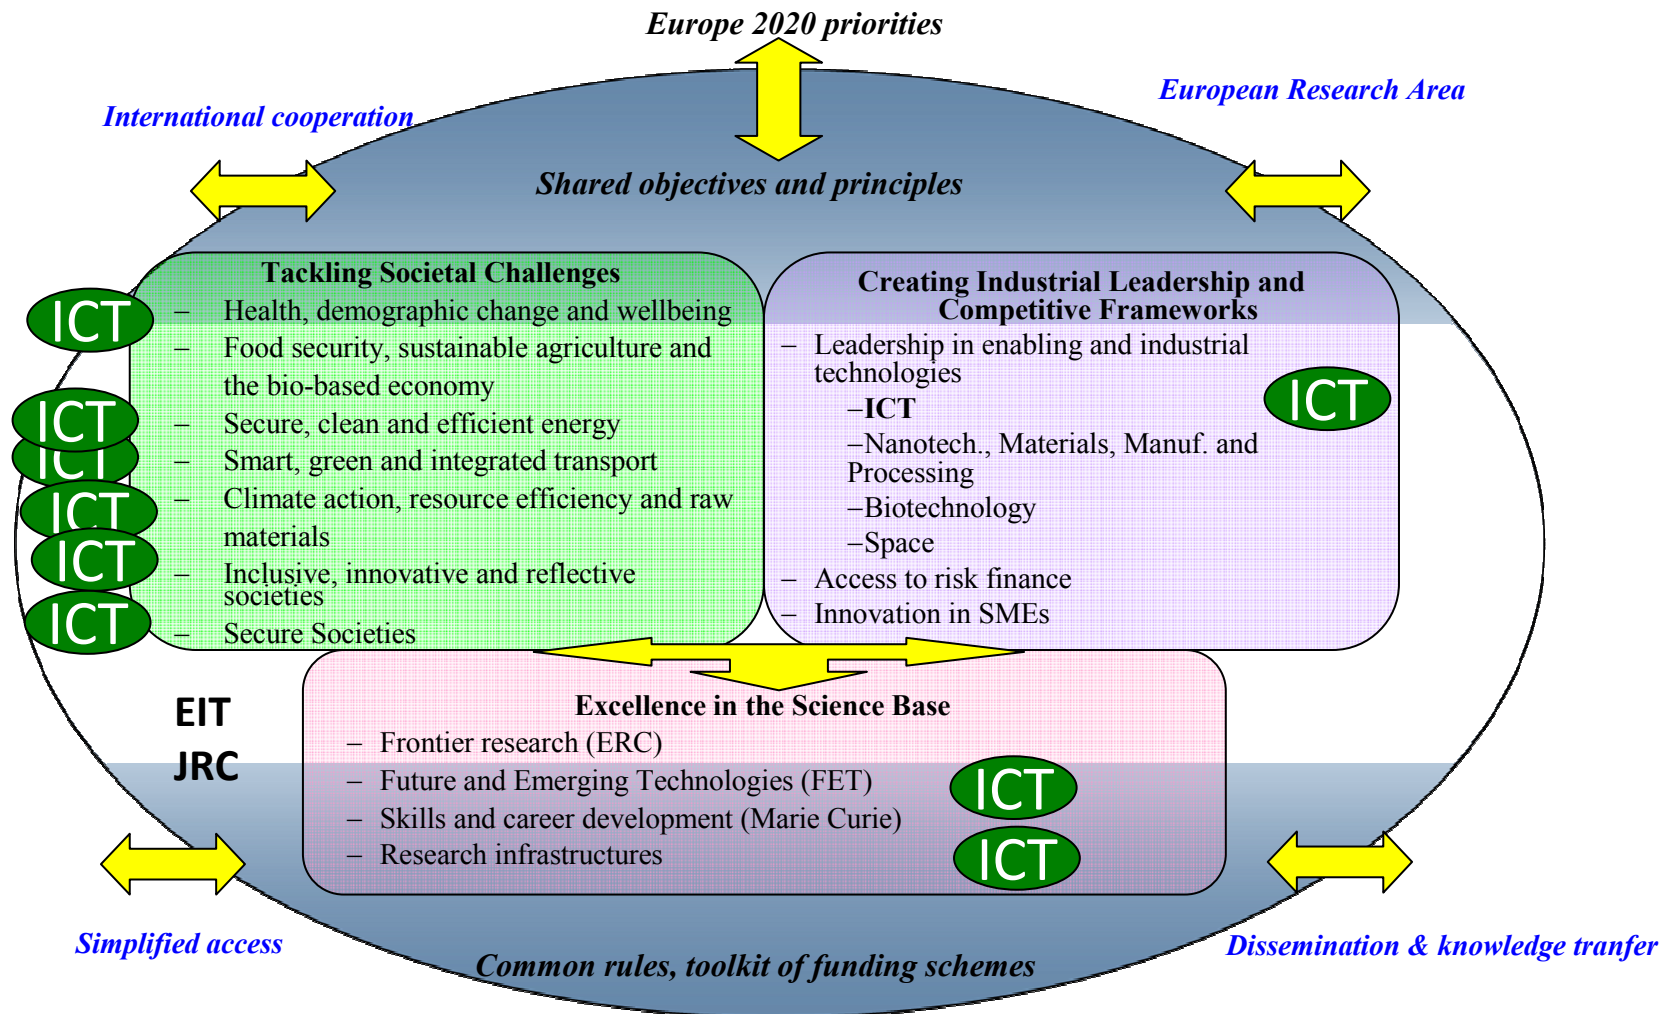 Europe 2020 priorities
International cooperation
European Research Area
Shared objectives and principles
Tackling Societal Challenges
– Health, demographic change and wellbeing
– Food security, sustainable agriculture and
the bio-based economy
– Secure, clean and efficient energy
– Smart, green and integrated transport
– Climate action, resource efficiency and raw
materials
– Inclusive, innovative and reflective
societies
– Secure Societies
ICT
ICT
ICT
ICT
ICT
ICT
Creating Industrial Leadership and
Competitive Frameworks
– Leadership in enabling and industrial
technologies
–ICT
–Nanotech., Materials, Manuf. and
Processing
–Biotechnology
–Space
– Access to risk finance
– Innovation in SMEs
ICT
EIT
JRC
Excellence in the Science Base
– Frontier research (ERC)
– Future and Emerging Technologies (FET)
– Skills and career development (Marie Curie)
– Research infrastructures
ICT
ICT
Simplified access
Dissemination & knowledge tranfer
Common rules, toolkit of funding schemes